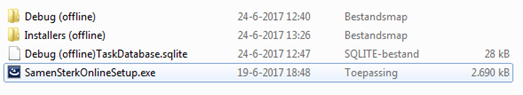 Debug (offline) 24-6-2017 12:40 Bestandsmap
Installers (offline) 24-6-2017 13:26 Bestandsmap
Debug (offline)TaskDatabase.sqlite 24-6-2017 12:47 SQLITE-bestand 28 kB
SamenSterkOnlineSetup.exe 19-6-2017 18:48 Toepassing 2.690 kB